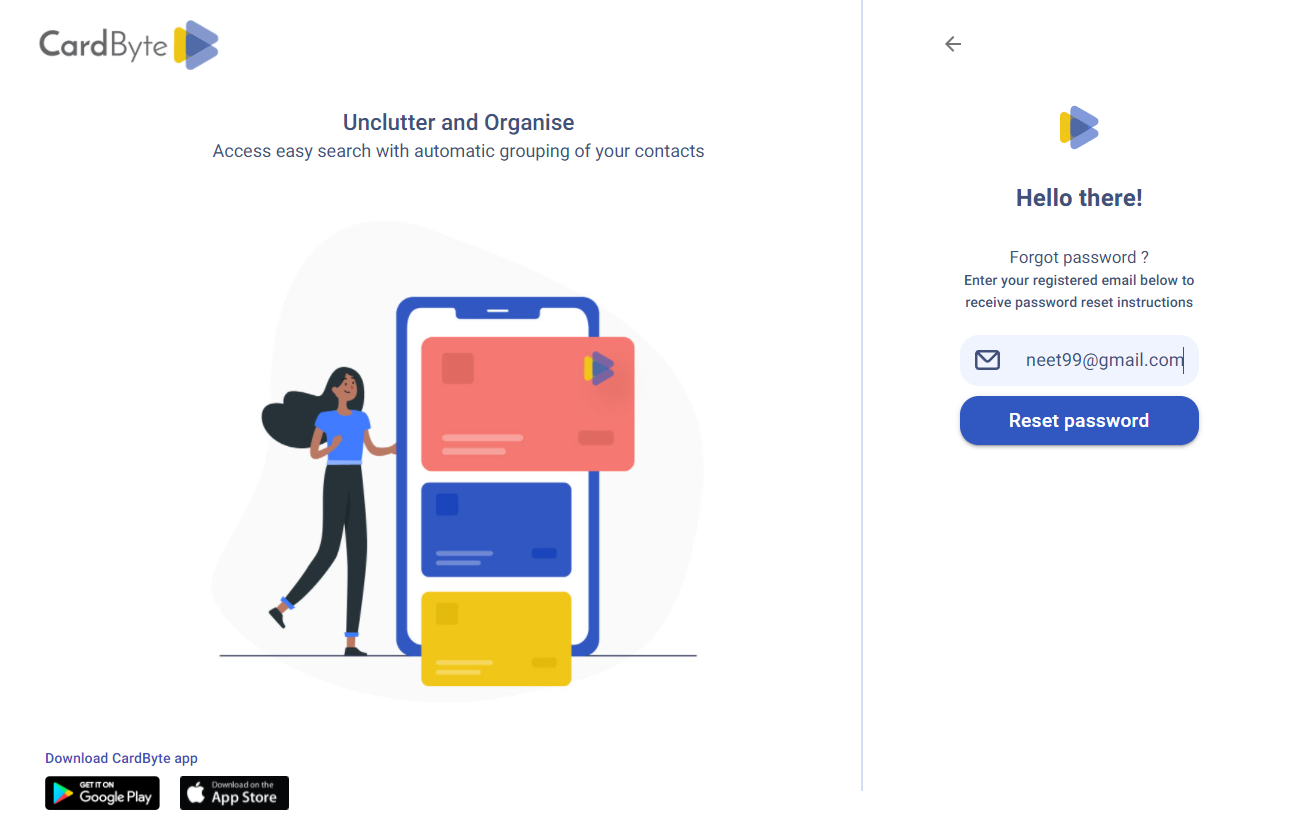 CardByte
Unclutter and Organise
Access easy search with automatic grouping of your contacts
Download CardByte app
GET IT ON
Google Play
Download on the
App Store
Hello there!
Forgot password ?
Enter your registered email below to
receive password reset instructions
neet99@gmail.com
Reset password